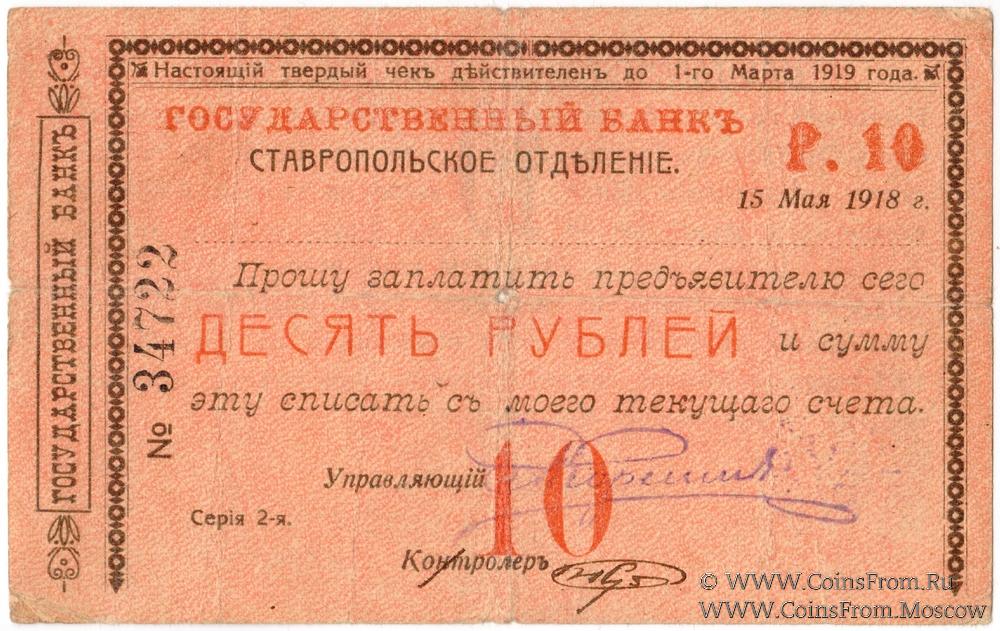 Настоящій твердый чекъ дѣйствителенъ до 1-го Марта 1919 года.
ГОСУДАРСТВЕННЫЙ БАНКЪ
СТАВРОПОЛЬСКОЕ ОТДѢЛЕНІЕ.
Р. 10
15 Мая 1918 г.
ГОСУДАРСТВЕННЫЙ БАНКЪ
№ 34722
Прошу заплатить предъявителю сего
ДЕСЯТЬ РУБЛЕЙ и сумму
эту списать съ моего текущаго счета.
Управляющій
10
Серія 2-я.
Контролеръ
© WWW.CoinsFrom.Ru
WWW.CoinsFrom.Moscow